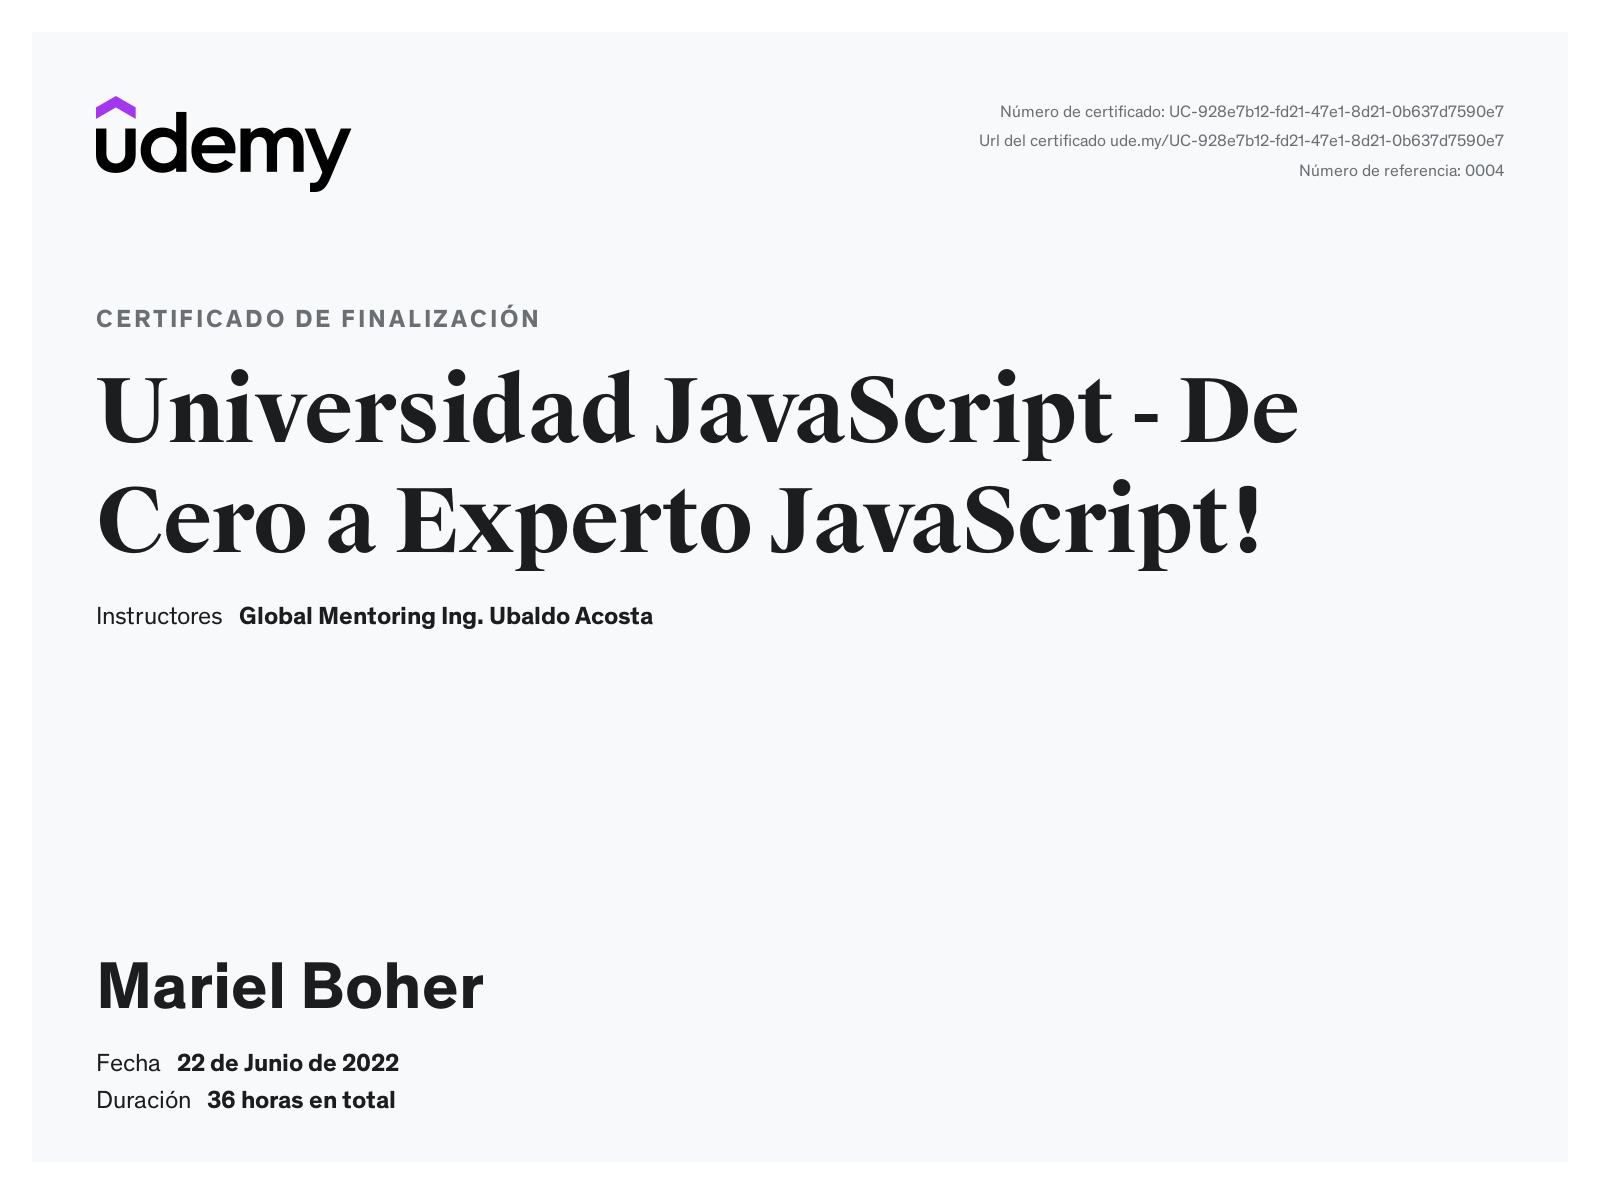 udemy
Número de certificado: UC-928e7b12-fd21-47e1-8d21-0b637d7590e7
Url del certificado ude.my/UC-928e7b12-fd21-47e1-8d21-0b637d7590e7
Número de referencia: 0004
CERTIFICADO DE FINALIZACIÓN
Universidad JavaScript - De
Cero a Experto JavaScript!
Instructores Global Mentoring Ing. Ubaldo Acosta
Mariel Boher
Fecha 22 de Junio de 2022
Duración 36 horas en total